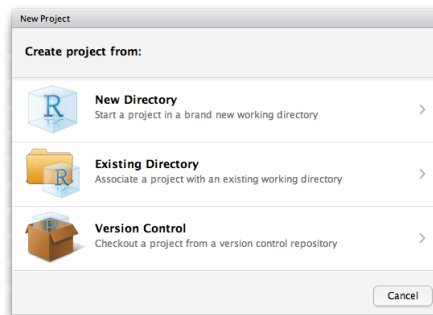 New Project
Create project from:
R
New Directory
Start a project in a brand new working directory
R
Existing Directory
Associate a project with an existing working directory
Version Control
Checkout a project from a version control repository
Cancel